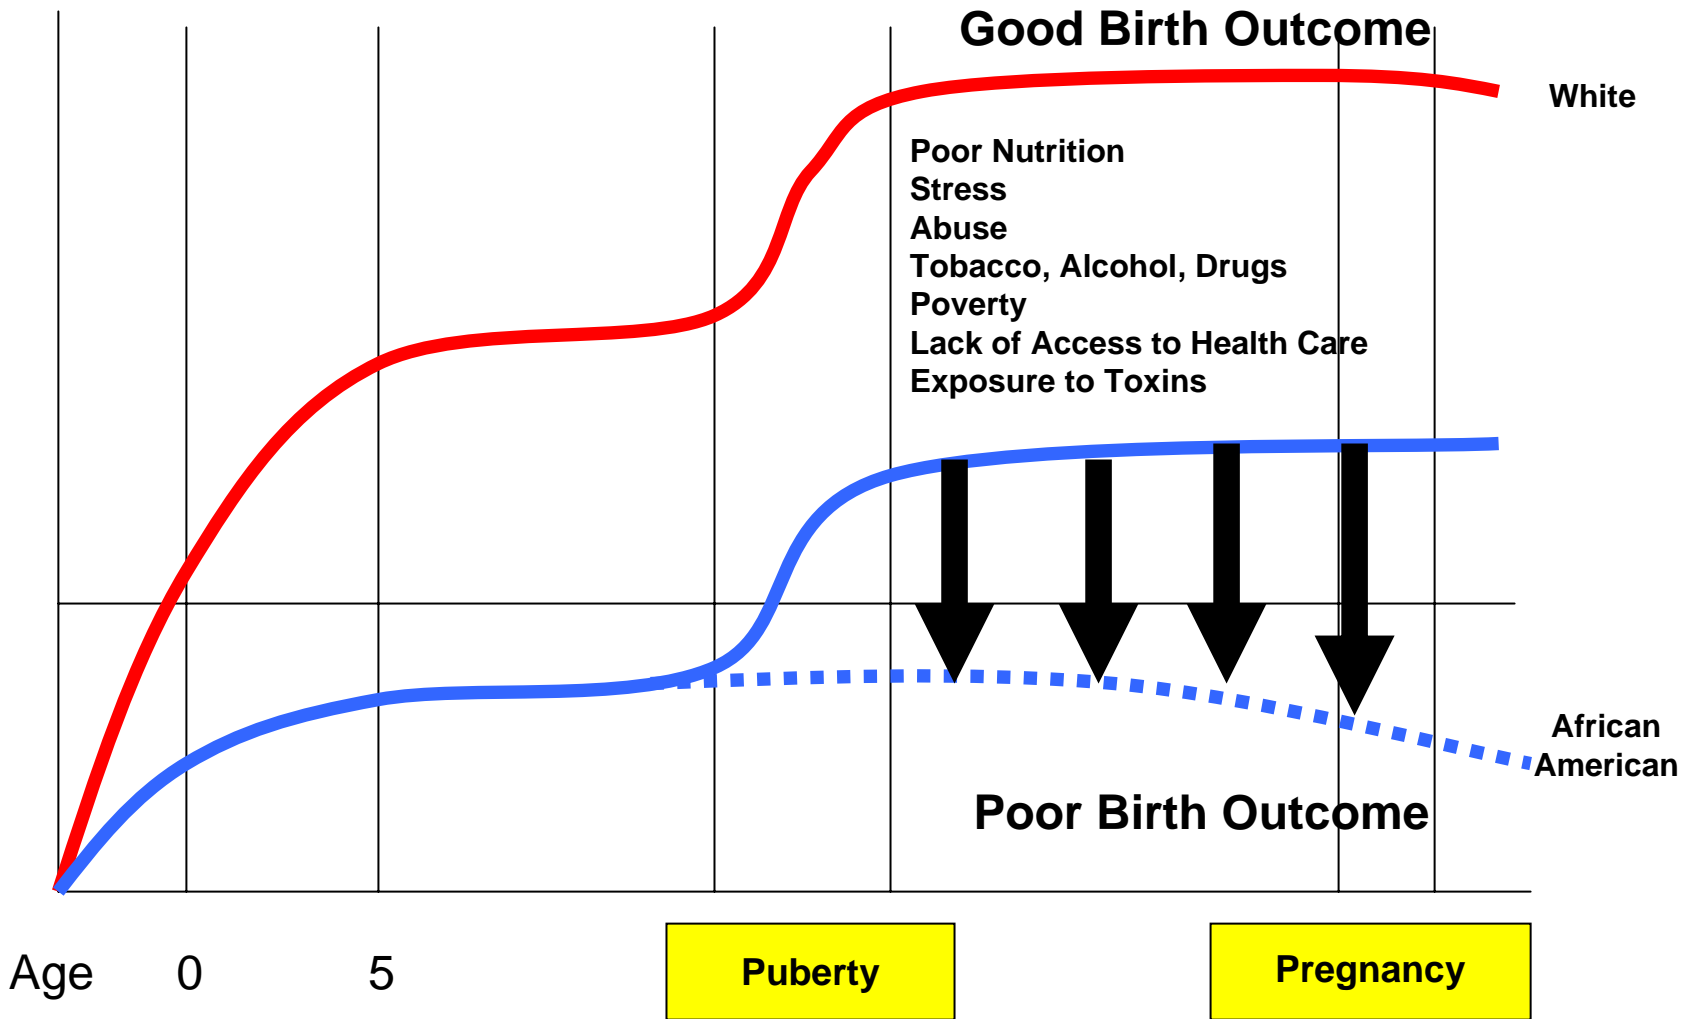 Good Birth Outcome
White
Poor Nutrition
Stress
Abuse
Tobacco, Alcohol, Drugs
Poverty
Lack of Access to Health Care
Exposure to Toxins
African
American
Poor Birth Outcome
Age 0 5 Puberty Pregnancy